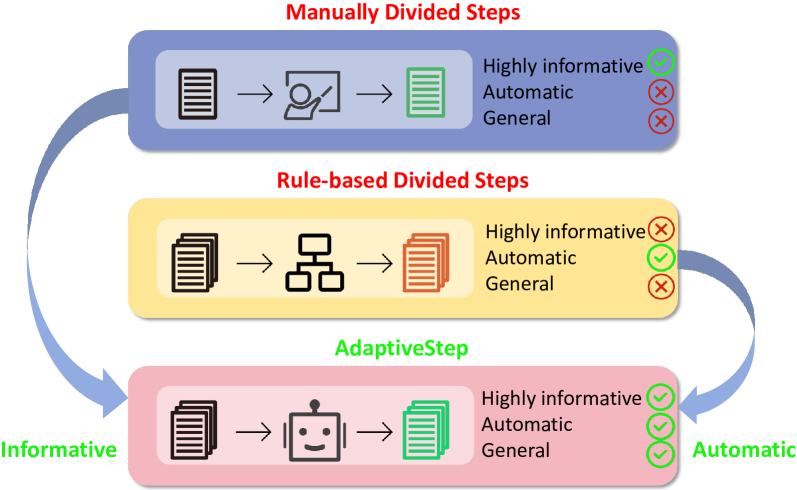 Manually Divided Steps
Highly informative
Automatic
General
Rule-based Divided Steps
Highly informative
Automatic
General
AdaptiveStep
Highly informative
Automatic
General
Informative
Automatic